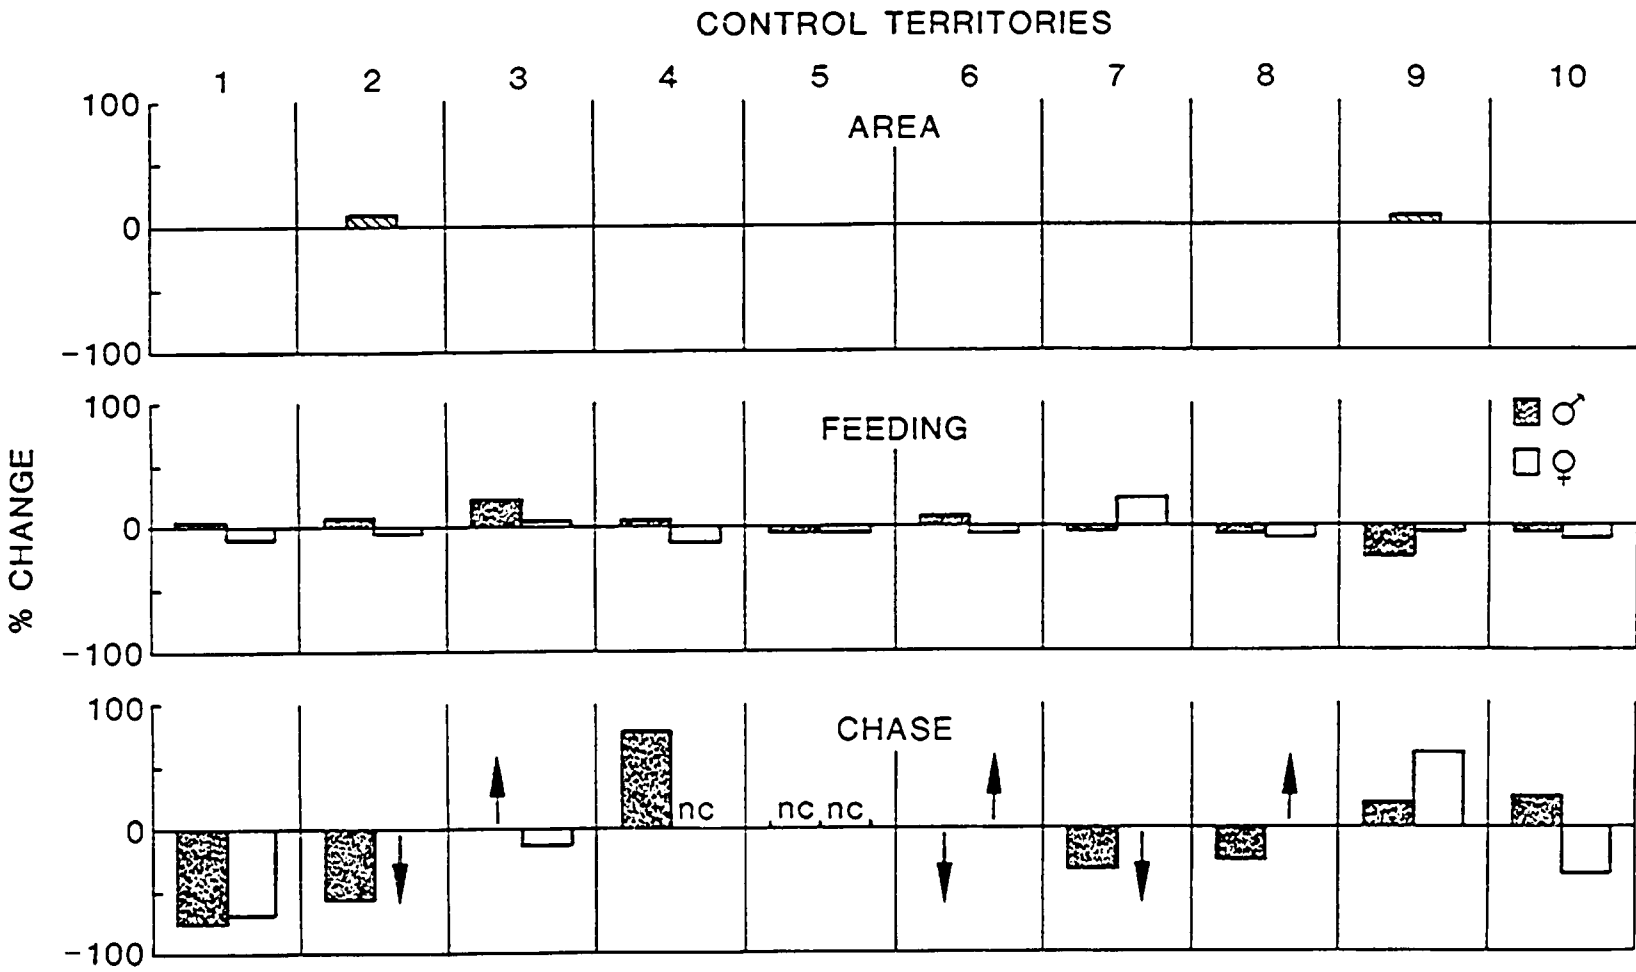 CONTROL TERRITORIES
1 2 3 4 5 6 7 8 9 10
AREA
100
0
−100
FEEDING
100
0
−100
♂
♀
% CHANGE
CHASE
100
nc nc nc
0
−100